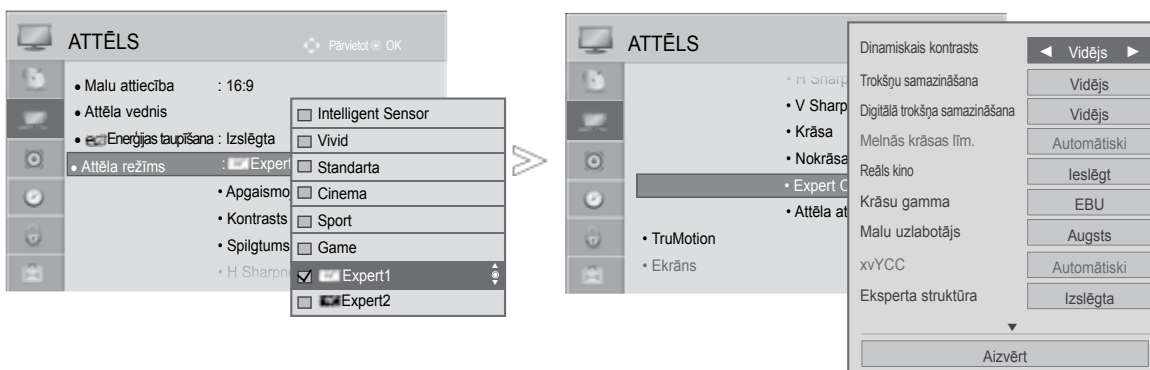 ATTĒLS
Pārvietot OK
• Malu attiecība : 16:9
• Attēla vednis
• Enerģijas taupīšana : Izslēgta
• Attēla režīms : Expert
• Apgaismo
• Kontrasts
• Spilgtums
• H Sharpn
Intelligent Sensor
Vivid
Standarta
Cinema
Sport
Game
Expert1
Expert2
ATTĒLS
• H Sharp
• V Sharp
• Krāsa
• Nokrāsa
• Expert C
• Attēla at
• TruMotion
• Ekrāns
Dinamiskais kontrasts ◄ Vidējs ►
Trokšņu samazināšana Vidējs
Digitālā trokšņa samazināšana Vidējs
Melnās krāsas līm. Automātiski
Reāls kino Ieslēgt
Krāsu gamma EBU
Malu uzlabotājs Augsts
xvYCC Automātiski
Eksperta struktūra Izslēgta
▼
Aizvērt